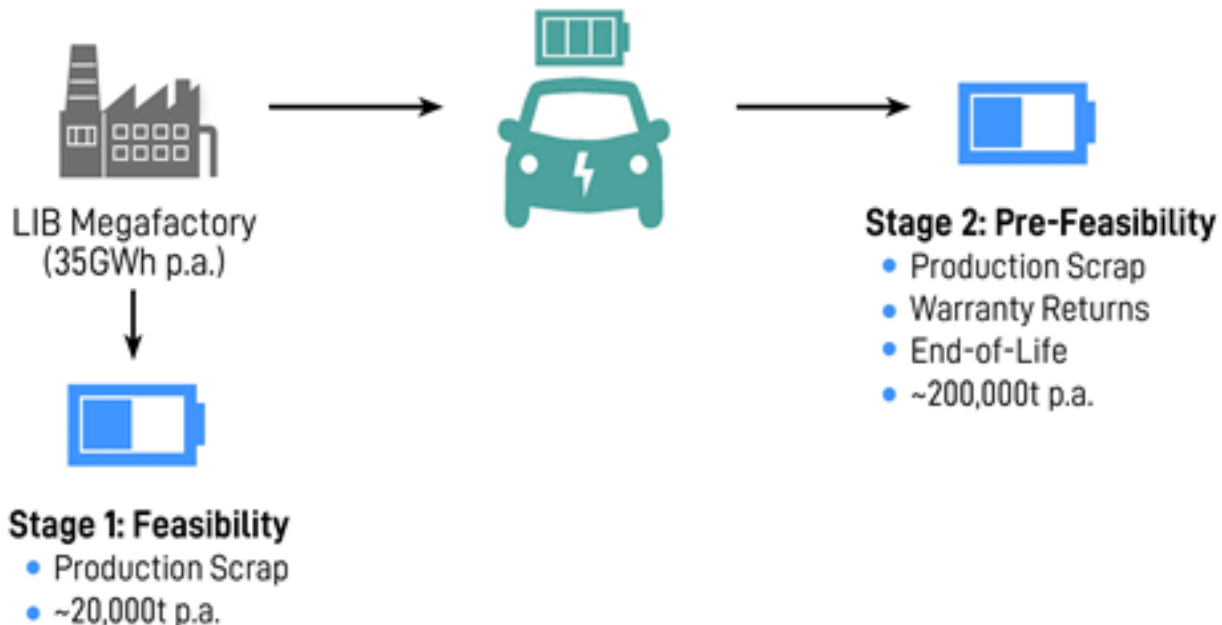 LIB Megafactory
(35GWh p.a.)
Stage 1: Feasibility
Production Scrap
~20,000t p.a.
Stage 2: Pre-Feasibility
Production Scrap
Warranty Returns
End-of-Life
~200,000t p.a.